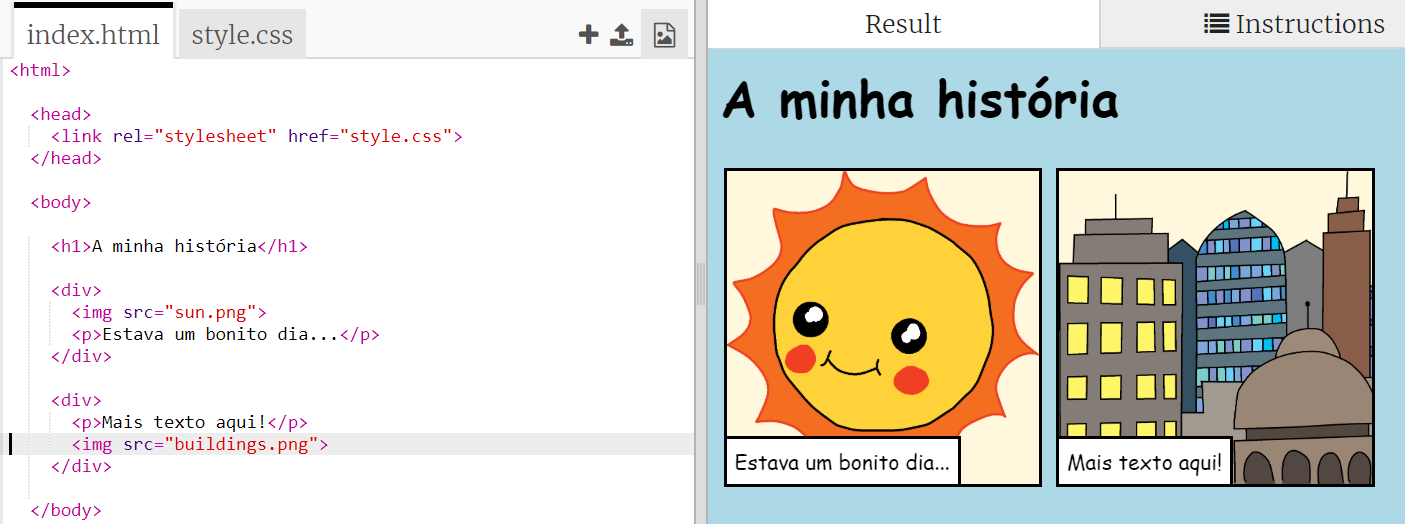 index.html
style.css
<html>
<head>
<link rel="stylesheet" href="style.css">
</head>
<body>
<h1>A minha história</h1>
<div>
<img src="sun.png">
<p>Estava um bonito dia...</p>
</div>
<div>
<p>Mais texto aqui!</p>
<img src="buildings.png">
</div>
</body>
Result
Instructions
A minha história
Estava um bonito dia...
Mais texto aqui!